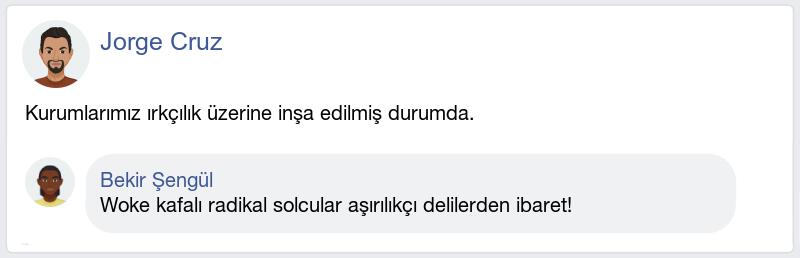 Jorge Cruz
Kurumlarımız ırkçılık üzerine inşa edilmiş durumda.
Bekir Şengül
Woke kafalı radikal solcular aşırılıkçı delilerden ibaret!